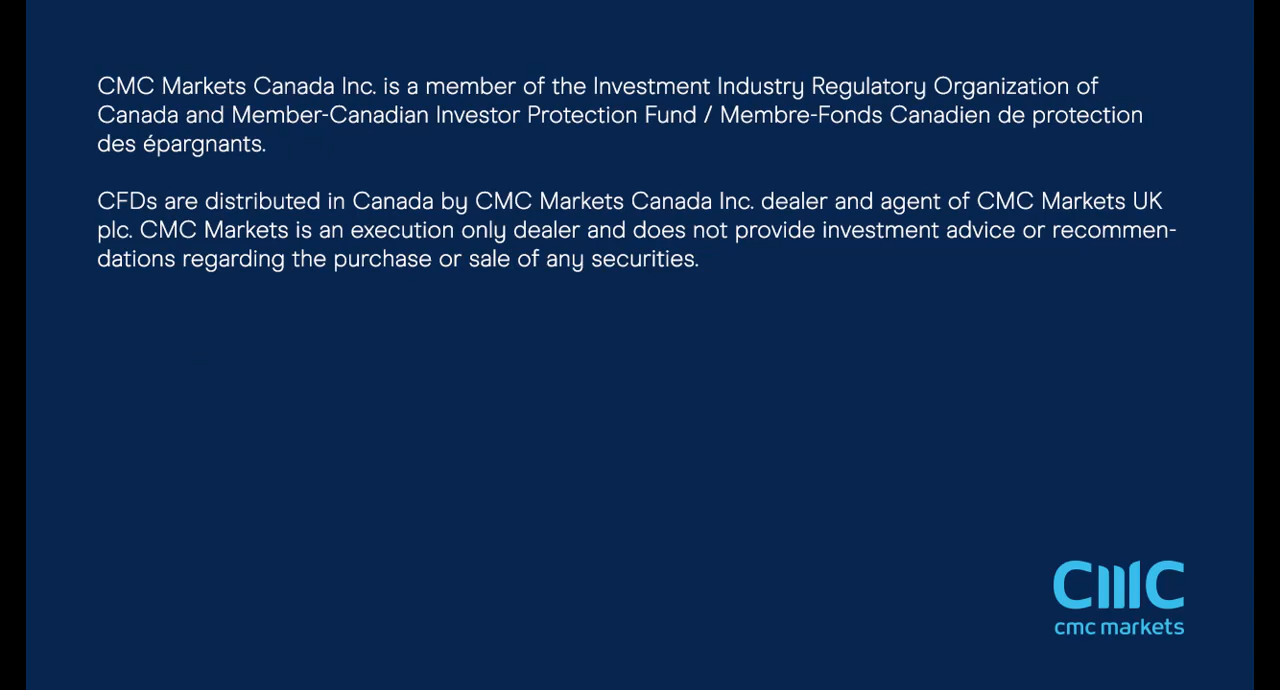 CMC Markets Canada Inc. is a member of the Investment Industry Regulatory Organization of
Canada and Member-Canadian Investor Protection Fund / Membre-Fonds Canadien de protection
des épargnants.
CFDs are distributed in Canada by CMC Markets Canada Inc. dealer and agent of CMC Markets UK
plc. CMC Markets is an execution only dealer and does not provide investment advice or recommen-
dations regarding the purchase or sale of any securities.
CMC
cmc markets